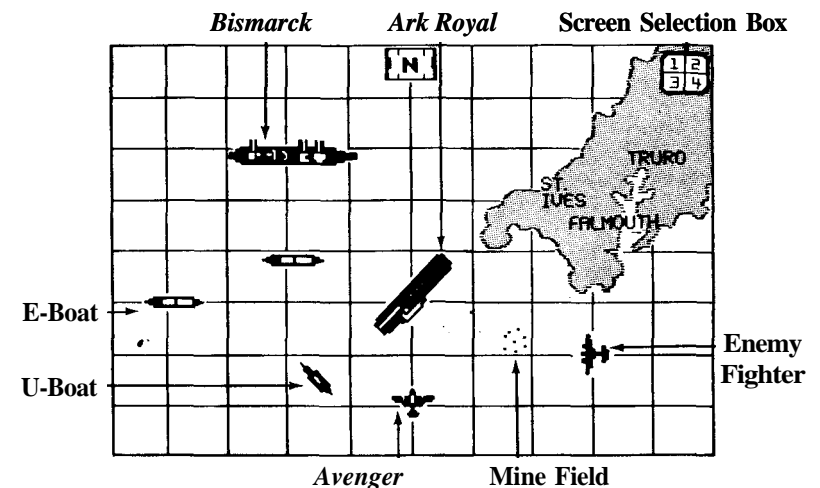 Bismarck
Ark Royal
Screen Selection Box
N
1 2
3 4
TRURO
ST.
IVES
FALMOUTH
E-Boat
Enemy
Fighter
U-Boat
Avenger
Mine Field